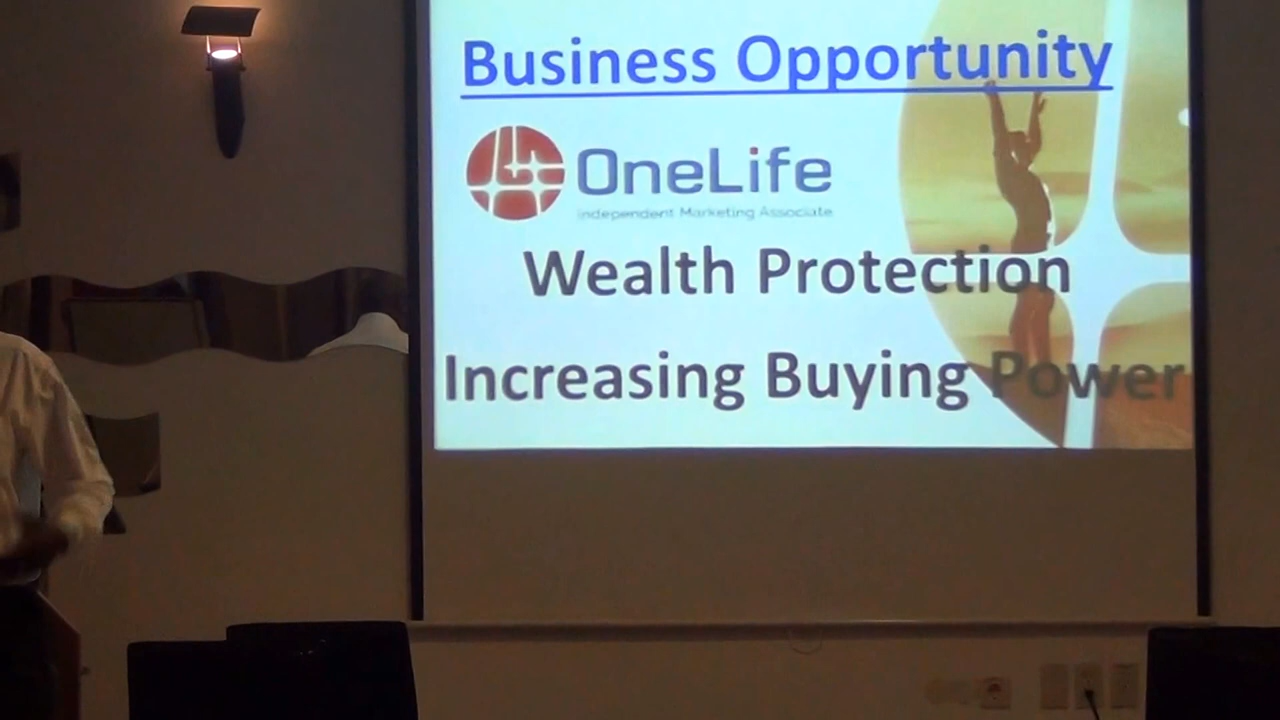 Business Opportunity
OneLife
Independent Marketing Associate
Wealth Protection
Increasing Buying Power